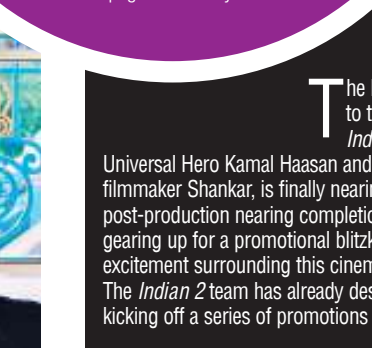 The
to t
Indi
Universal Hero Kamal Haasan and
filmmaker Shankar, is finally nearin
post-production nearing completio
gearing up for a promotional blitzk
excitement surrounding this cinem
The Indian 2 team has already des
kicking off a series of promotions